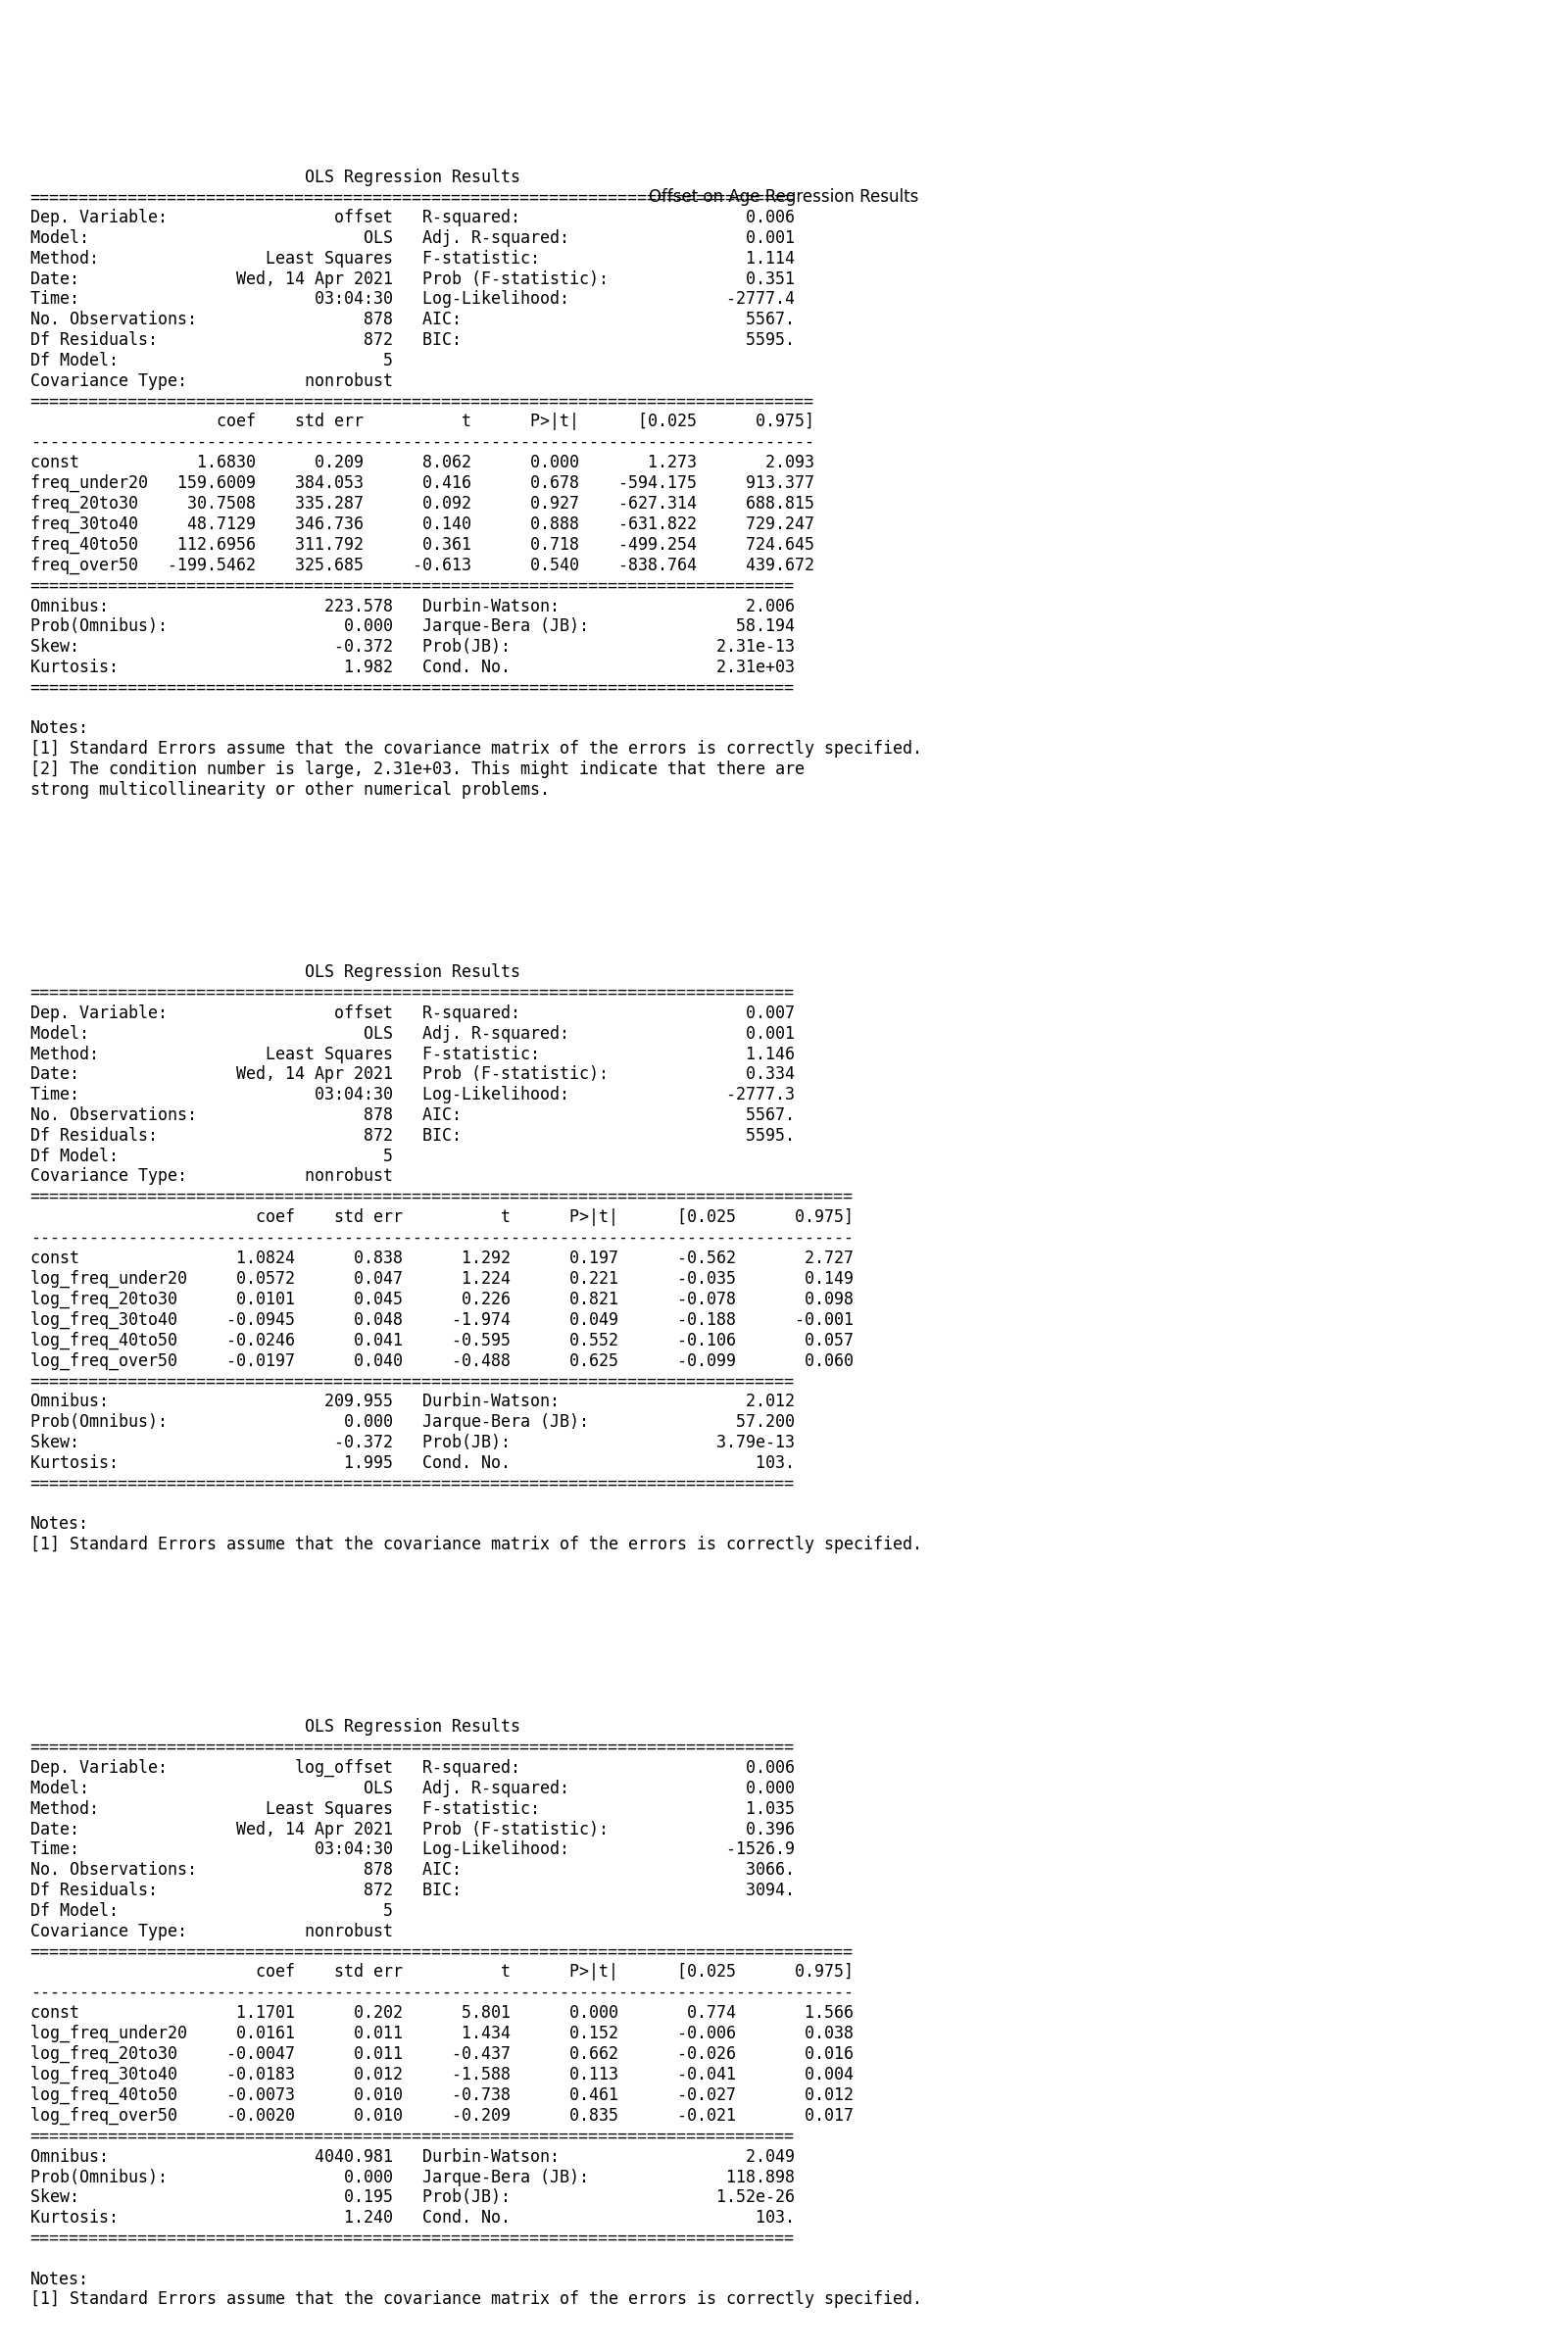 OLS Regression Results
==============================================================================
Offset on Age Regression Results
Dep. Variable:                 offset   R-squared:                       0.006
Model:                            OLS   Adj. R-squared:                  0.001
Method:                 Least Squares   F-statistic:                     1.114
Date:                Wed, 14 Apr 2021   Prob (F-statistic):              0.351
Time:                        03:04:30   Log-Likelihood:                -2777.4
No. Observations:                 878   AIC:                             5567.
Df Residuals:                     872   BIC:                             5595.
Df Model:                           5
Covariance Type:            nonrobust
================================================================================
                   coef    std err          t      P>|t|      [0.025      0.975]
--------------------------------------------------------------------------------
const            1.6830      0.209      8.062      0.000       1.273       2.093
freq_under20   159.6009    384.053      0.416      0.678    -594.175     913.377
freq_20to30     30.7508    335.287      0.092      0.927    -627.314     688.815
freq_30to40     48.7129    346.736      0.140      0.888    -631.822     729.247
freq_40to50    112.6956    311.792      0.361      0.718    -499.254     724.645
freq_over50   -199.5462    325.685     -0.613      0.540    -838.764     439.672
==============================================================================
Omnibus:                      223.578   Durbin-Watson:                   2.006
Prob(Omnibus):                  0.000   Jarque-Bera (JB):               58.194
Skew:                          -0.372   Prob(JB):                     2.31e-13
Kurtosis:                       1.982   Cond. No.                     2.31e+03
==============================================================================

Notes:
[1] Standard Errors assume that the covariance matrix of the errors is correctly specified.
[2] The condition number is large, 2.31e+03. This might indicate that there are
strong multicollinearity or other numerical problems.

                            OLS Regression Results
==============================================================================
Dep. Variable:                 offset   R-squared:                       0.007
Model:                            OLS   Adj. R-squared:                  0.001
Method:                 Least Squares   F-statistic:                     1.146
Date:                Wed, 14 Apr 2021   Prob (F-statistic):              0.334
Time:                        03:04:30   Log-Likelihood:                -2777.3
No. Observations:                 878   AIC:                             5567.
Df Residuals:                     872   BIC:                             5595.
Df Model:                           5
Covariance Type:            nonrobust
====================================================================================
                       coef    std err          t      P>|t|      [0.025      0.975]
------------------------------------------------------------------------------------
const                1.0824      0.838      1.292      0.197      -0.562       2.727
log_freq_under20     0.0572      0.047      1.224      0.221      -0.035       0.149
log_freq_20to30      0.0101      0.045      0.226      0.821      -0.078       0.098
log_freq_30to40     -0.0945      0.048     -1.974      0.049      -0.188      -0.001
log_freq_40to50     -0.0246      0.041     -0.595      0.552      -0.106       0.057
log_freq_over50     -0.0197      0.040     -0.488      0.625      -0.099       0.060
==============================================================================
Omnibus:                      209.955   Durbin-Watson:                   2.012
Prob(Omnibus):                  0.000   Jarque-Bera (JB):               57.200
Skew:                          -0.372   Prob(JB):                     3.79e-13
Kurtosis:                       1.995   Cond. No.                         103.
==============================================================================

Notes:
[1] Standard Errors assume that the covariance matrix of the errors is correctly specified.

                            OLS Regression Results
==============================================================================
Dep. Variable:             log_offset   R-squared:                       0.006
Model:                            OLS   Adj. R-squared:                  0.000
Method:                 Least Squares   F-statistic:                     1.035
Date:                Wed, 14 Apr 2021   Prob (F-statistic):              0.396
Time:                        03:04:30   Log-Likelihood:                -1526.9
No. Observations:                 878   AIC:                             3066.
Df Residuals:                     872   BIC:                             3094.
Df Model:                           5
Covariance Type:            nonrobust
====================================================================================
                       coef    std err          t      P>|t|      [0.025      0.975]
------------------------------------------------------------------------------------
const                1.1701      0.202      5.801      0.000       0.774       1.566
log_freq_under20     0.0161      0.011      1.434      0.152      -0.006       0.038
log_freq_20to30     -0.0047      0.011     -0.437      0.662      -0.026       0.016
log_freq_30to40     -0.0183      0.012     -1.588      0.113      -0.041       0.004
log_freq_40to50     -0.0073      0.010     -0.738      0.461      -0.027       0.012
log_freq_over50     -0.0020      0.010     -0.209      0.835      -0.021       0.017
==============================================================================
Omnibus:                     4040.981   Durbin-Watson:                   2.049
Prob(Omnibus):                  0.000   Jarque-Bera (JB):              118.898
Skew:                           0.195   Prob(JB):                     1.52e-26
Kurtosis:                       1.240   Cond. No.                         103.
==============================================================================

Notes:
[1] Standard Errors assume that the covariance matrix of the errors is correctly specified.